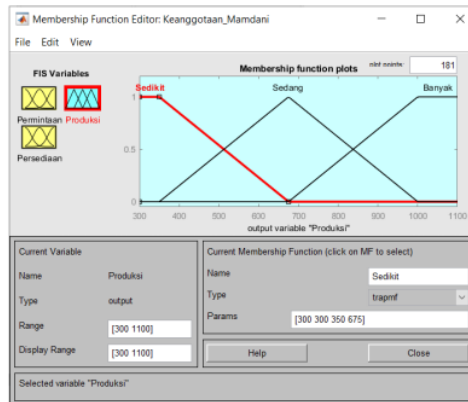 Membership Function Editor: Keanggotaan_Mamdani
File Edit View
FIS Variables
Permintaan Produksi
Persediaan
Membership function plots
plot points:
181
Sedikit Sedang Banyak
1
0.5
0
300 400 500 600 700 800 900 1000 1100
output variable "Produksi"
Current Variable
Name Produksi
Type output
Range [300 1100]
Display Range [300 1100]
Current Membership Function (click on MF to select)
Name Sedikit
Type trapmf
Params [300 300 350 675]
Help Close
Selected variable "Produksi"